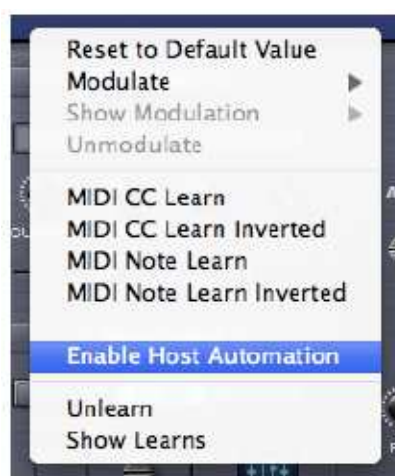 Reset to Default Value
Modulate
Show Modulation
Unmodulate
MIDI CC Learn
MIDI CC Learn Inverted
MIDI Note Learn
MIDI Note Learn Inverted
Enable Host Automation
Unlearn
Show Learns